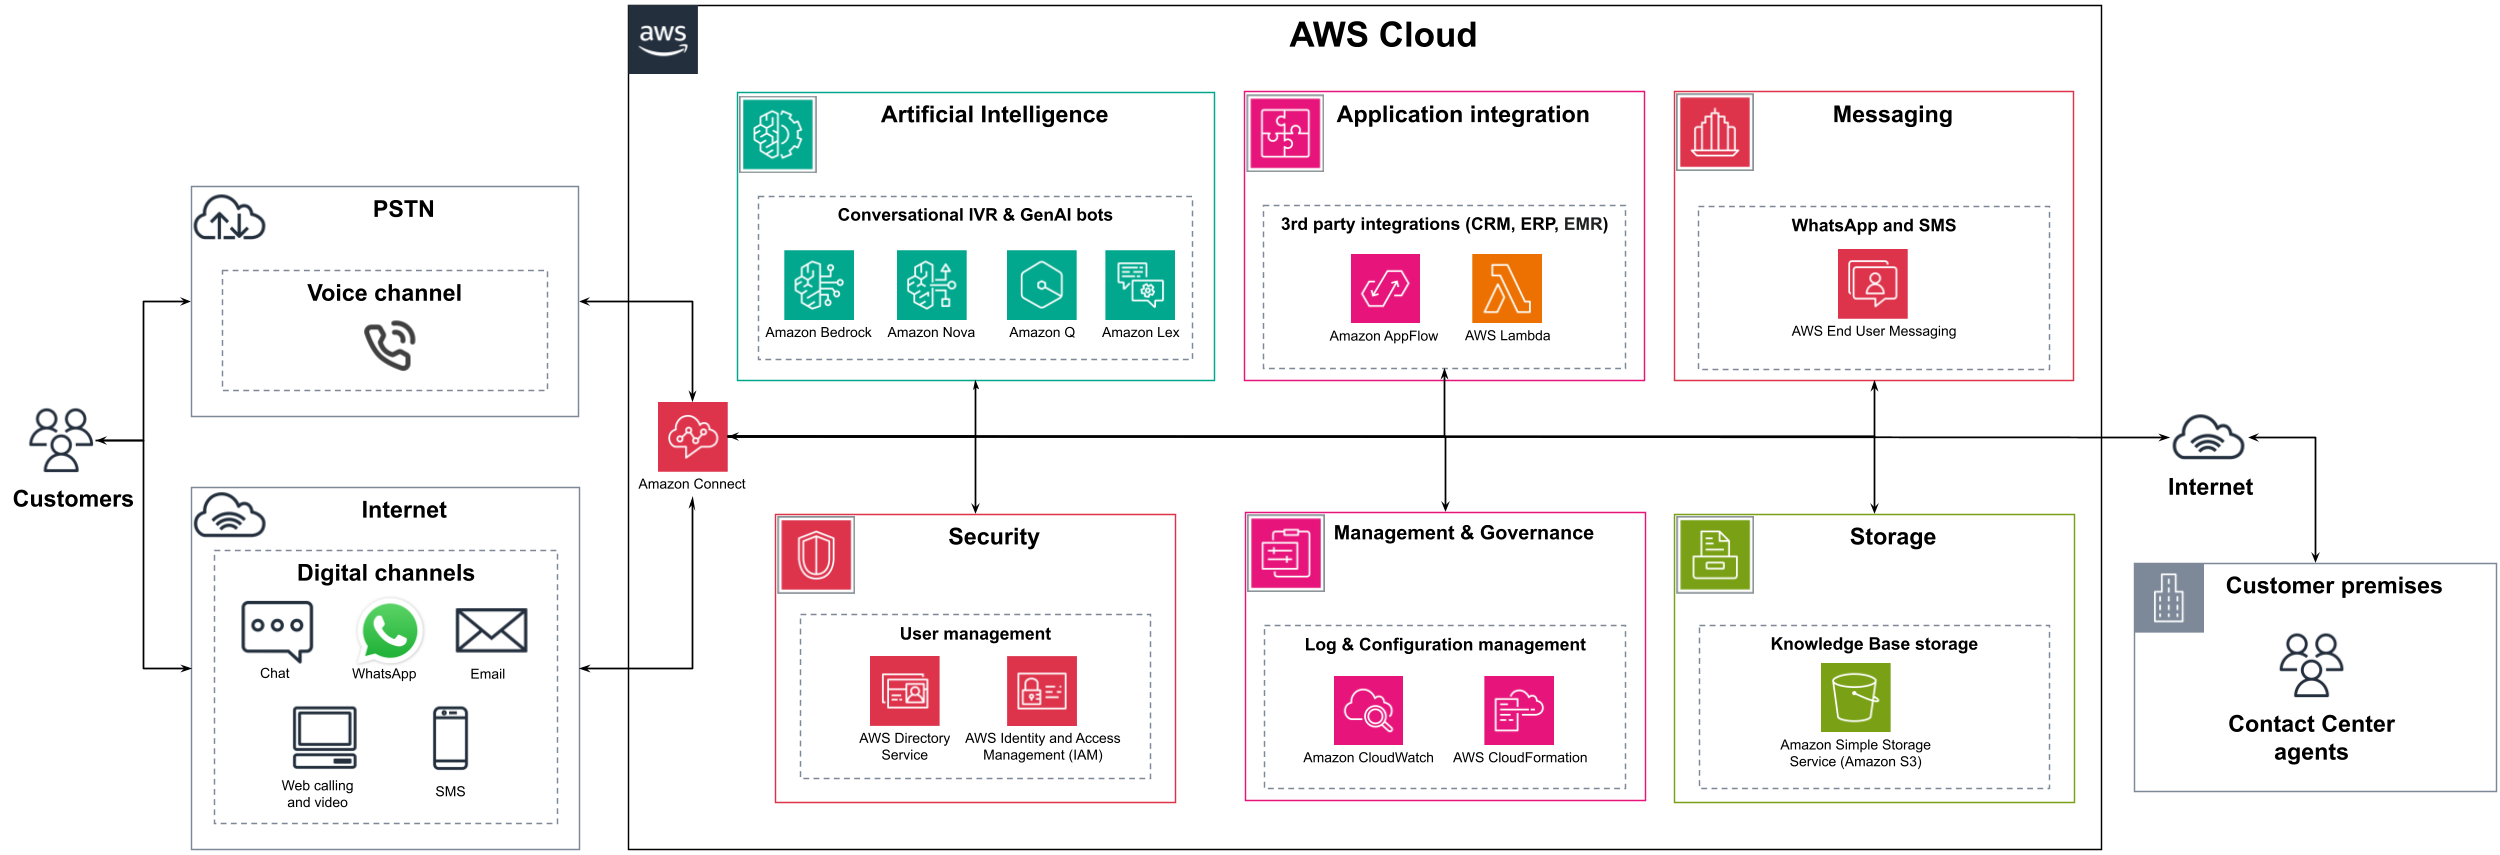 aws
AWS Cloud
Artificial Intelligence
Conversational IVR & GenAI bots
Amazon Bedrock
Amazon Nova
Amazon Q
Amazon Lex
Application integration
3rd party integrations (CRM, ERP, EMR)
Amazon AppFlow
AWS Lambda
Messaging
WhatsApp and SMS
AWS End User Messaging
PSTN
Voice channel
Customers
Internet
Digital channels
Chat
WhatsApp
Email
Web calling
and video
SMS
Amazon Connect
Security
User management
AWS Directory
Service
AWS Identity and Access
Management (IAM)
Management & Governance
Log & Configuration management
Amazon CloudWatch
AWS CloudFormation
Storage
Knowledge Base storage
Amazon Simple Storage
Service (Amazon S3)
Internet
Customer premises
Contact Center
agents